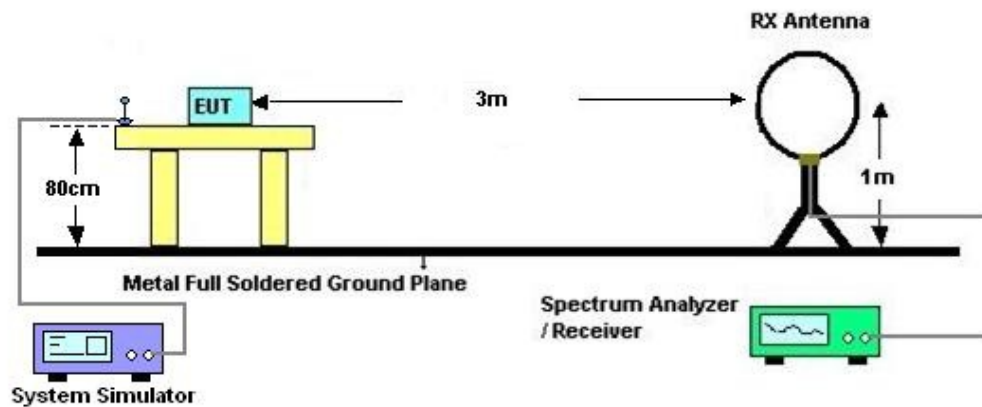 RX Antenna
EUT
3m
80cm
1m
Metal Full Soldered Ground Plane
Spectrum Analyzer
/ Receiver
System Simulator